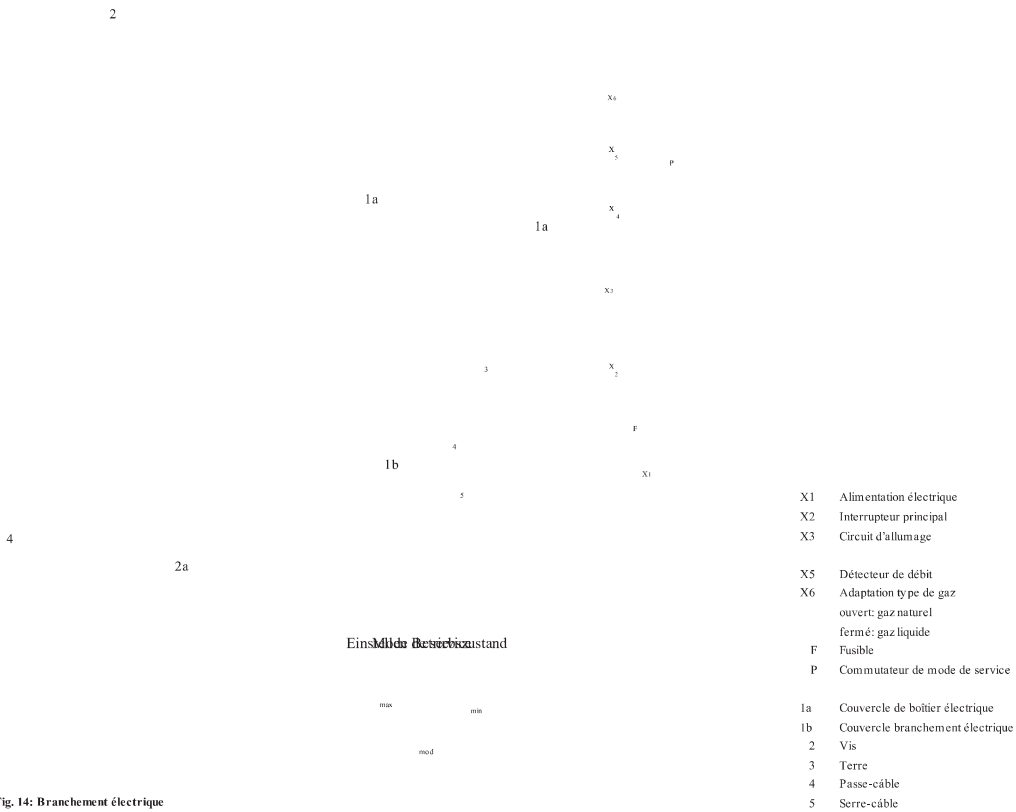 2
X6
X5
P
1a
X4
1a
X3
3
X2
F
4
1b
X1
5
4
2a
max
min
mod
X1 Alimentation électrique
X2 Interrupteur principal
X3 Circuit d'allumage
X5 Détecteur de débit
X6 Adaptation type de gaz
ouvert: gaz naturel
fermé: gaz liquide
F Fusible
P Commutateur de mode de service
1a Couvercle de boîtier électrique
1b Couvercle branchement électrique
2 Vis
3 Terre
4 Passe-câble
5 Serre-câble
ig. 14: Branchement électrique